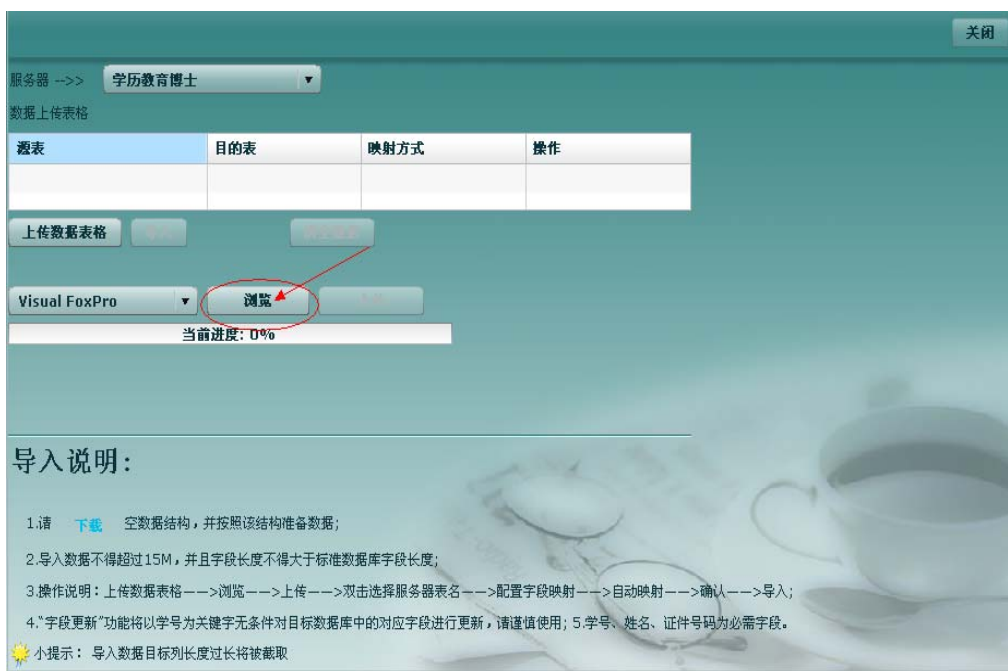 关闭
服务器 -->> 学历教育博士
数据上传表格
源表 目的表 映射方式 操作
上传数据表格
Visual FoxPro 浏览
当前进度: 0%
导入说明:
1.请 下载 空数据结构，并按照该结构准备数据;
2.导入数据不得超过15M，并且字段长度不得大于标准数据库字段长度;
3.操作说明: 上传数据表格——>浏览——>上传——>双击选择服务器表名——>配置字段映射——>自动映射——>确认——>导入;
4."字段更新"功能将以学号为关键字无条件对目标数据库中的对应字段进行更新，请谨慎使用; 5.学号、姓名、证件号码为必需字段。
小提示: 导入数据目标列长度过长将被截取